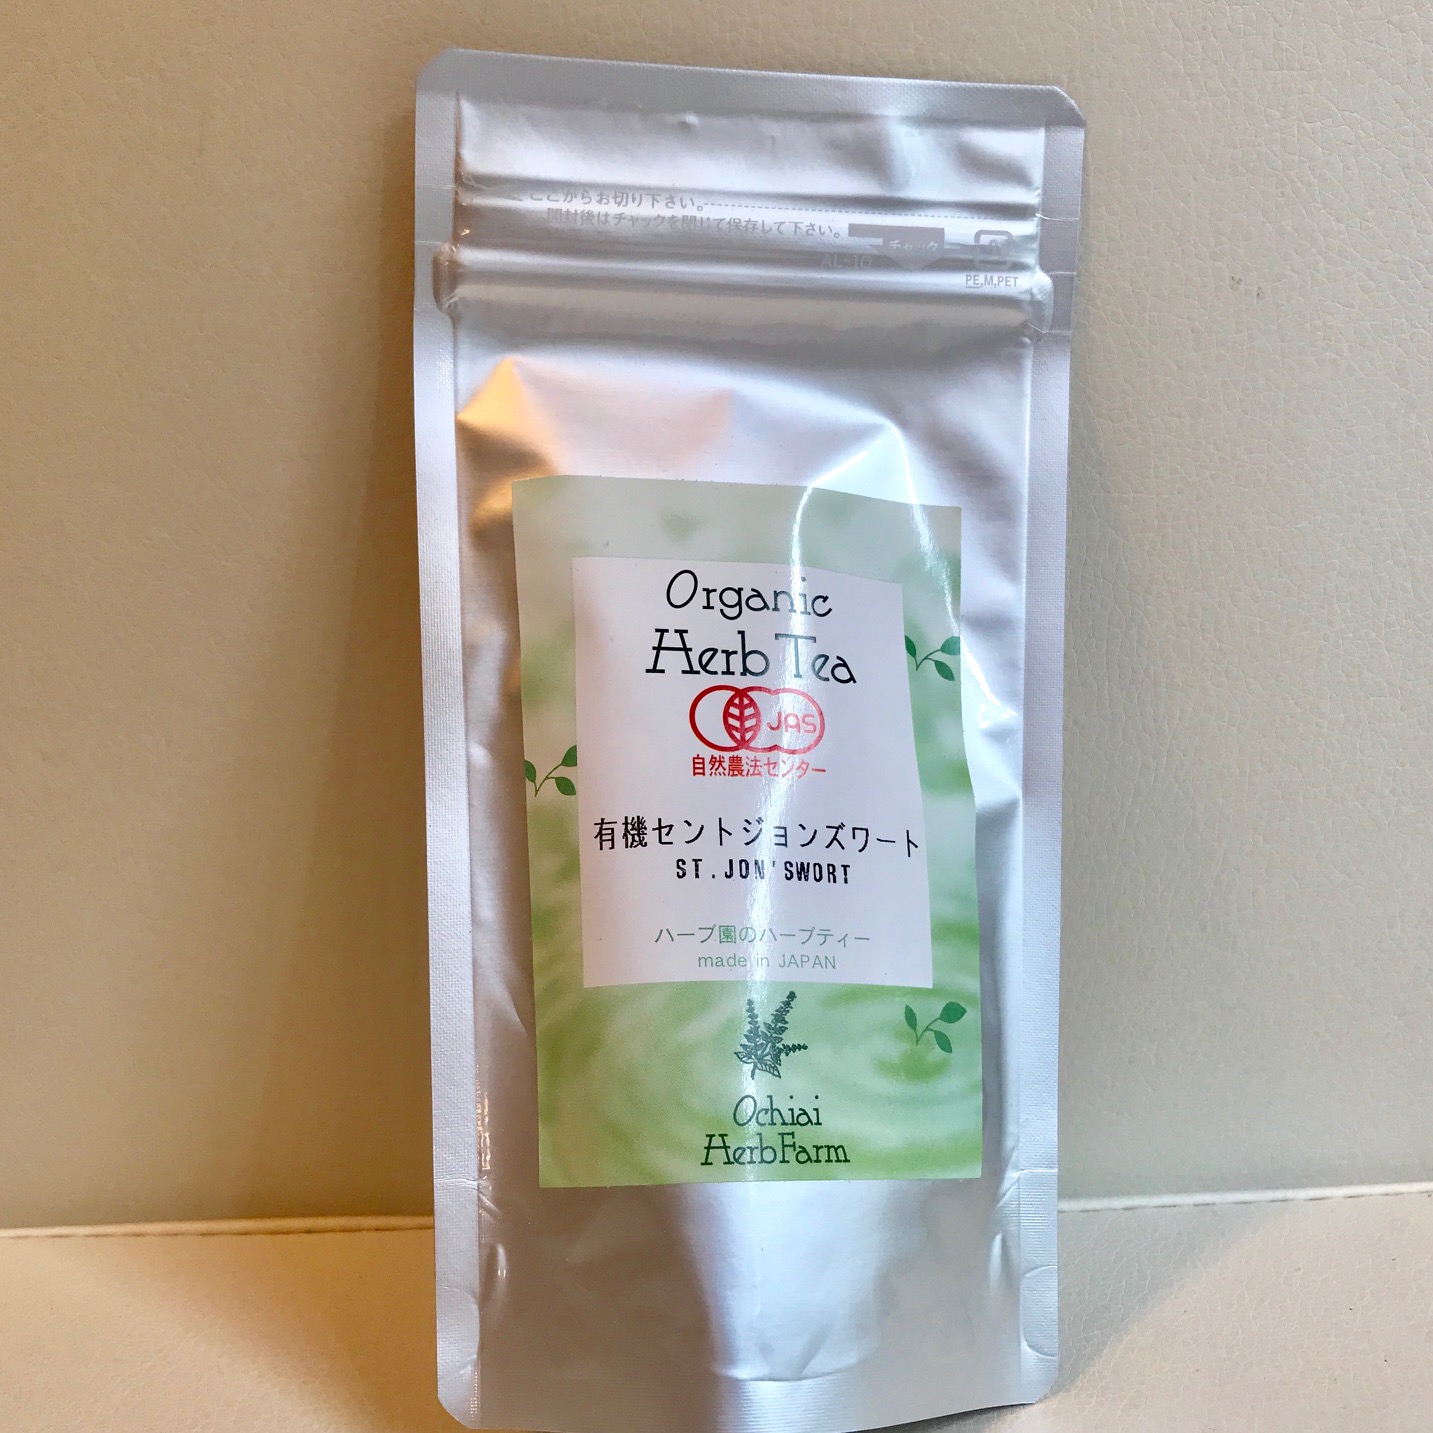 ここからお切り下さい。
開封後はチャックを閉じて保存して下さい。
チャック
AL-16
PE,M,PET
Organic
Herb Tea
JAS
自然農法センター
有機セントジョンズワート
ST.JON'SWORT
ハーブ園のハーブティー
made in JAPAN
Ochiai
HerbFarm